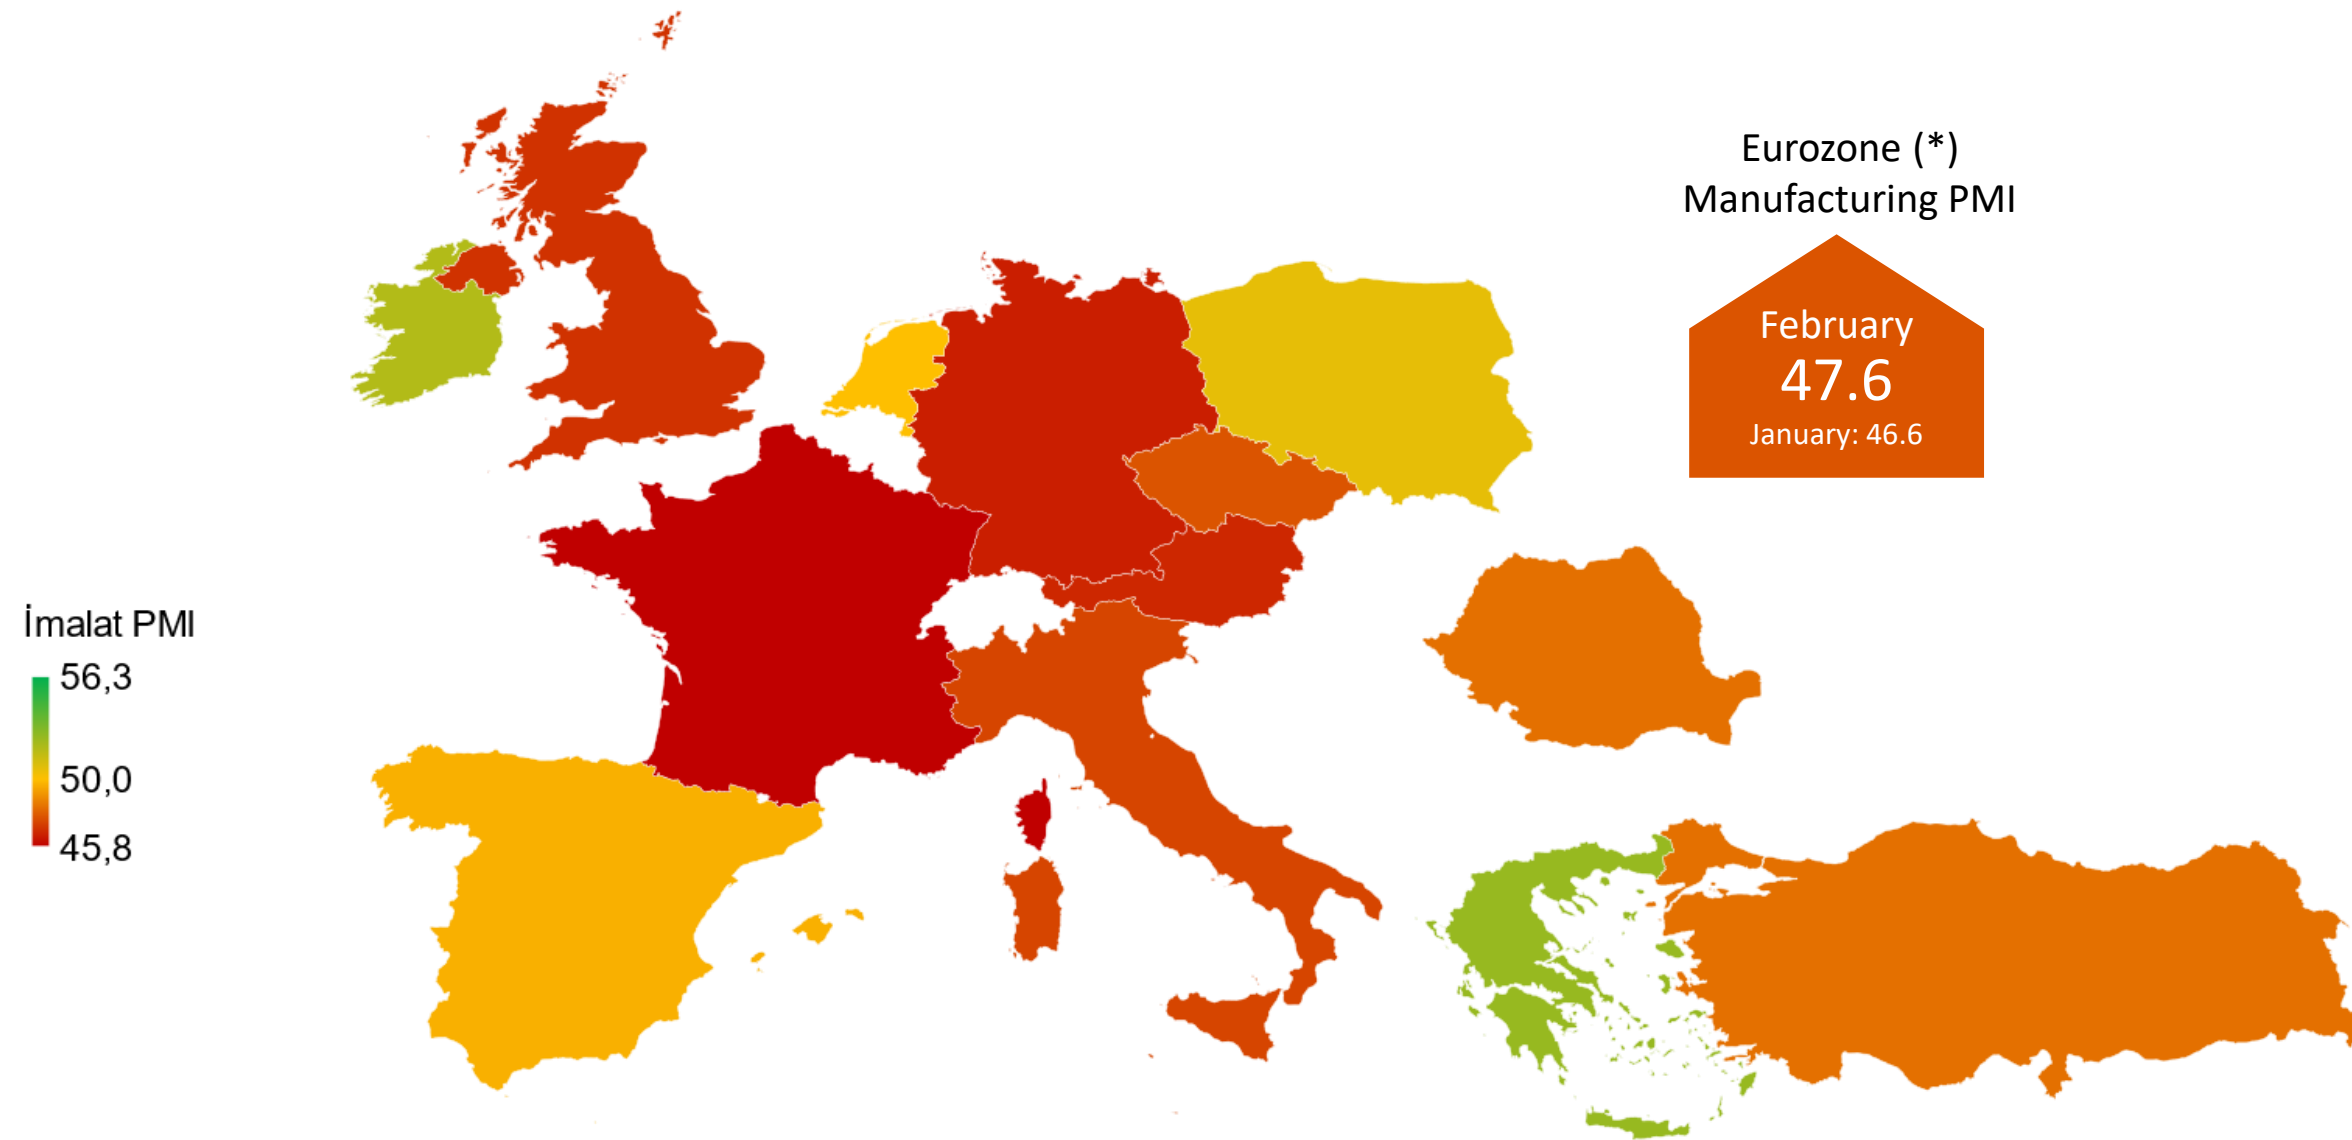 Eurozone (*)
Manufacturing PMI
February
47.6
January: 46.6
İmalat PMI
56,3
50,0
45,8